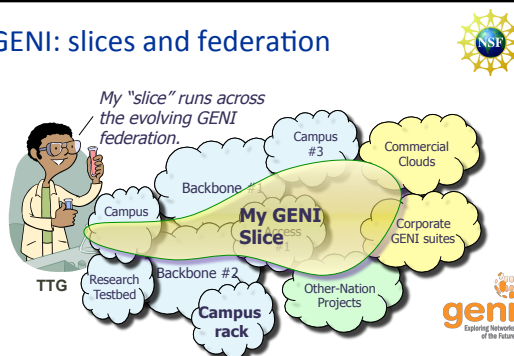 GENI: slices and federation
NSF
My “slice” runs across
the evolving GENI
federation.
Campus
#3
Commercial
Clouds
Backbone #1
Campus
My GENI
Slice
Access
#1
Corporate
GENI suites
TTG
Research
Testbed
Backbone #2
Other-Nation
Projects
Campus
rack
geni
Exploring Networks
of the Future